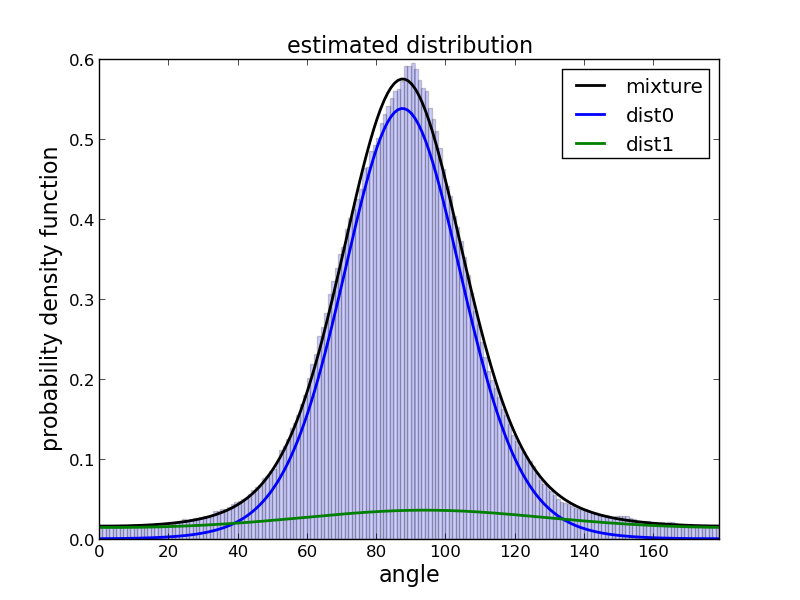 estimated distribution
mixture
dist0
dist1
probability density function
0.6
0.5
0.4
0.3
0.2
0.1
0.0
0 20 40 60 80 100 120 140 160
angle